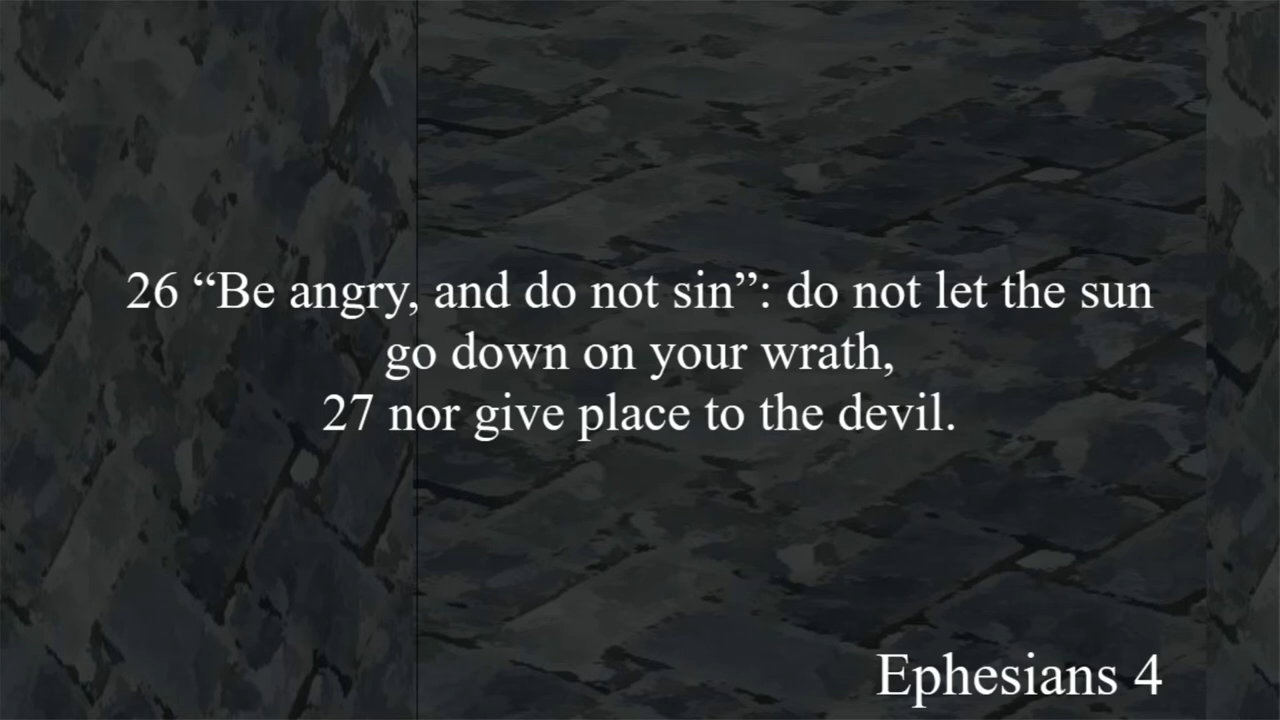 26 “Be angry, and do not sin”: do not let the sun
go down on your wrath,
27 nor give place to the devil.
Ephesians 4